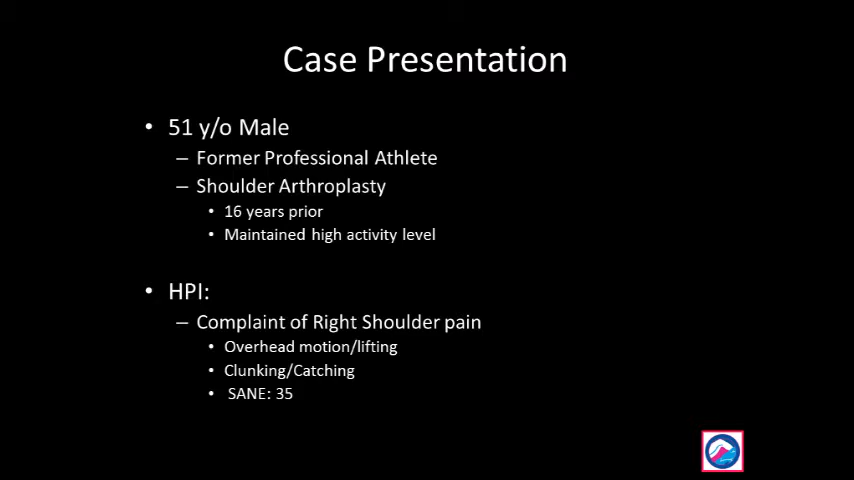 Case Presentation
• 51 y/o Male
– Former Professional Athlete
– Shoulder Arthroplasty
• 16 years prior
• Maintained high activity level
• HPI:
– Complaint of Right Shoulder pain
• Overhead motion/lifting
• Clunking/Catching
• SANE: 35